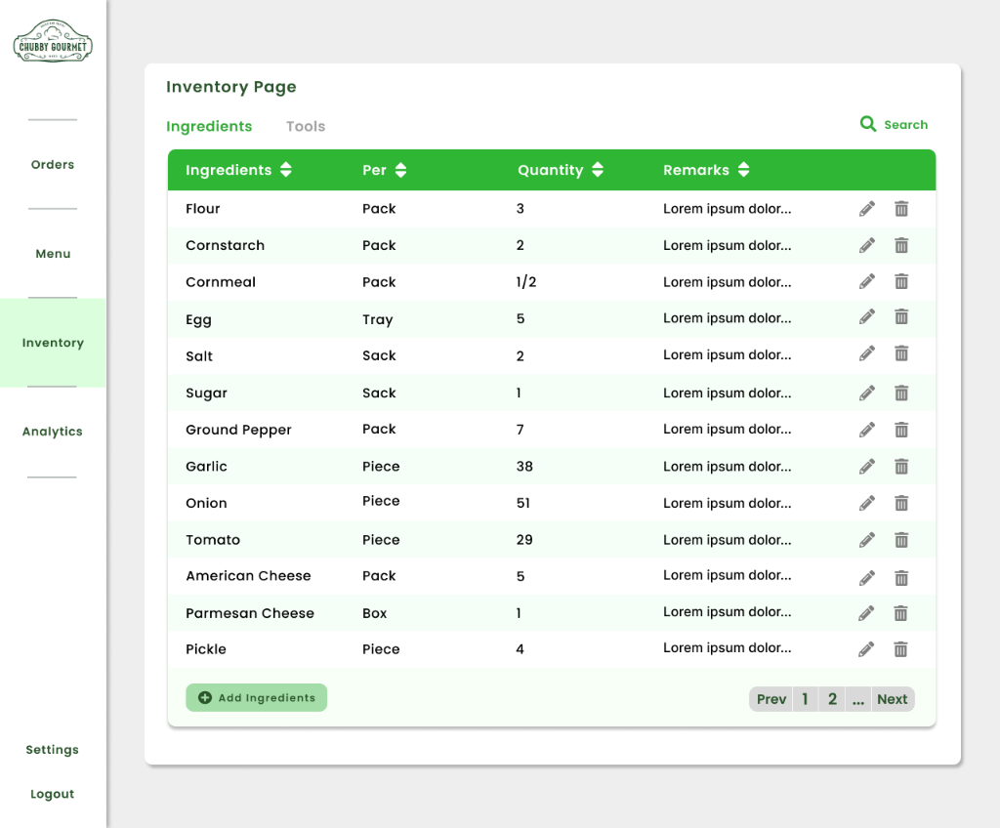 CHUBBY GOURMET
Orders
Menu
Inventory
Analytics
Settings
Logout
Inventory Page
Ingredients Tools Search
Ingredients Per Quantity Remarks
Flour Pack 3 Lorem ipsum dolor...
Cornstarch Pack 2 Lorem ipsum dolor...
Cornmeal Pack 1/2 Lorem ipsum dolor...
Egg Tray 5 Lorem ipsum dolor...
Salt Sack 2 Lorem ipsum dolor...
Sugar Sack 1 Lorem ipsum dolor...
Ground Pepper Pack 7 Lorem ipsum dolor...
Garlic Piece 38 Lorem ipsum dolor...
Onion Piece 51 Lorem ipsum dolor...
Tomato Piece 29 Lorem ipsum dolor...
American Cheese Pack 5 Lorem ipsum dolor...
Parmesan Cheese Box 1 Lorem ipsum dolor...
Pickle Piece 4 Lorem ipsum dolor...
Add Ingredients Prev 1 2 ... Next